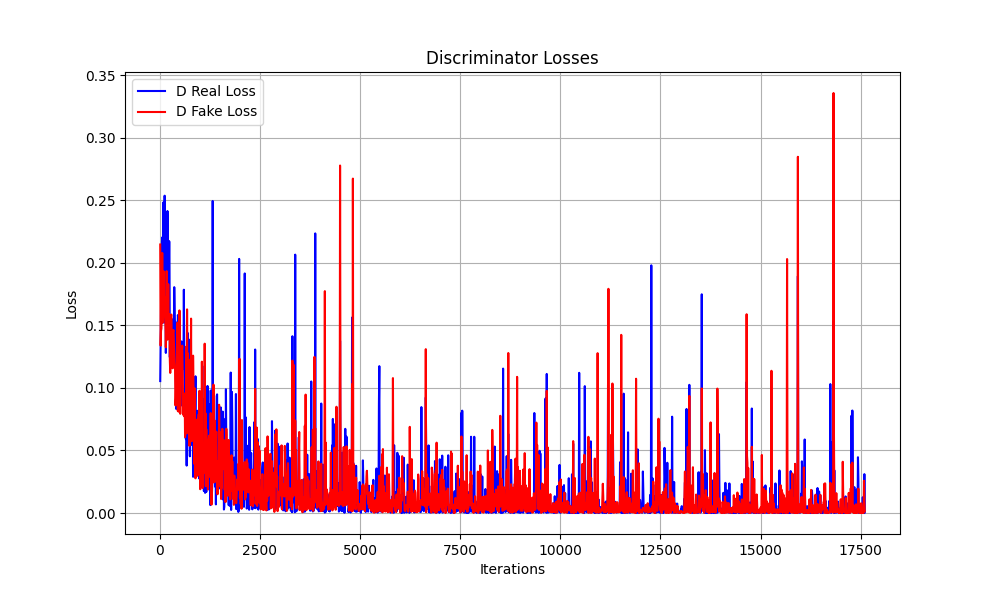 Discriminator Losses
D Real Loss
D Fake Loss
Loss
0.35
0.30
0.25
0.20
0.15
0.10
0.05
0.00
0 2500 5000 7500 10000 12500 15000 17500
Iterations